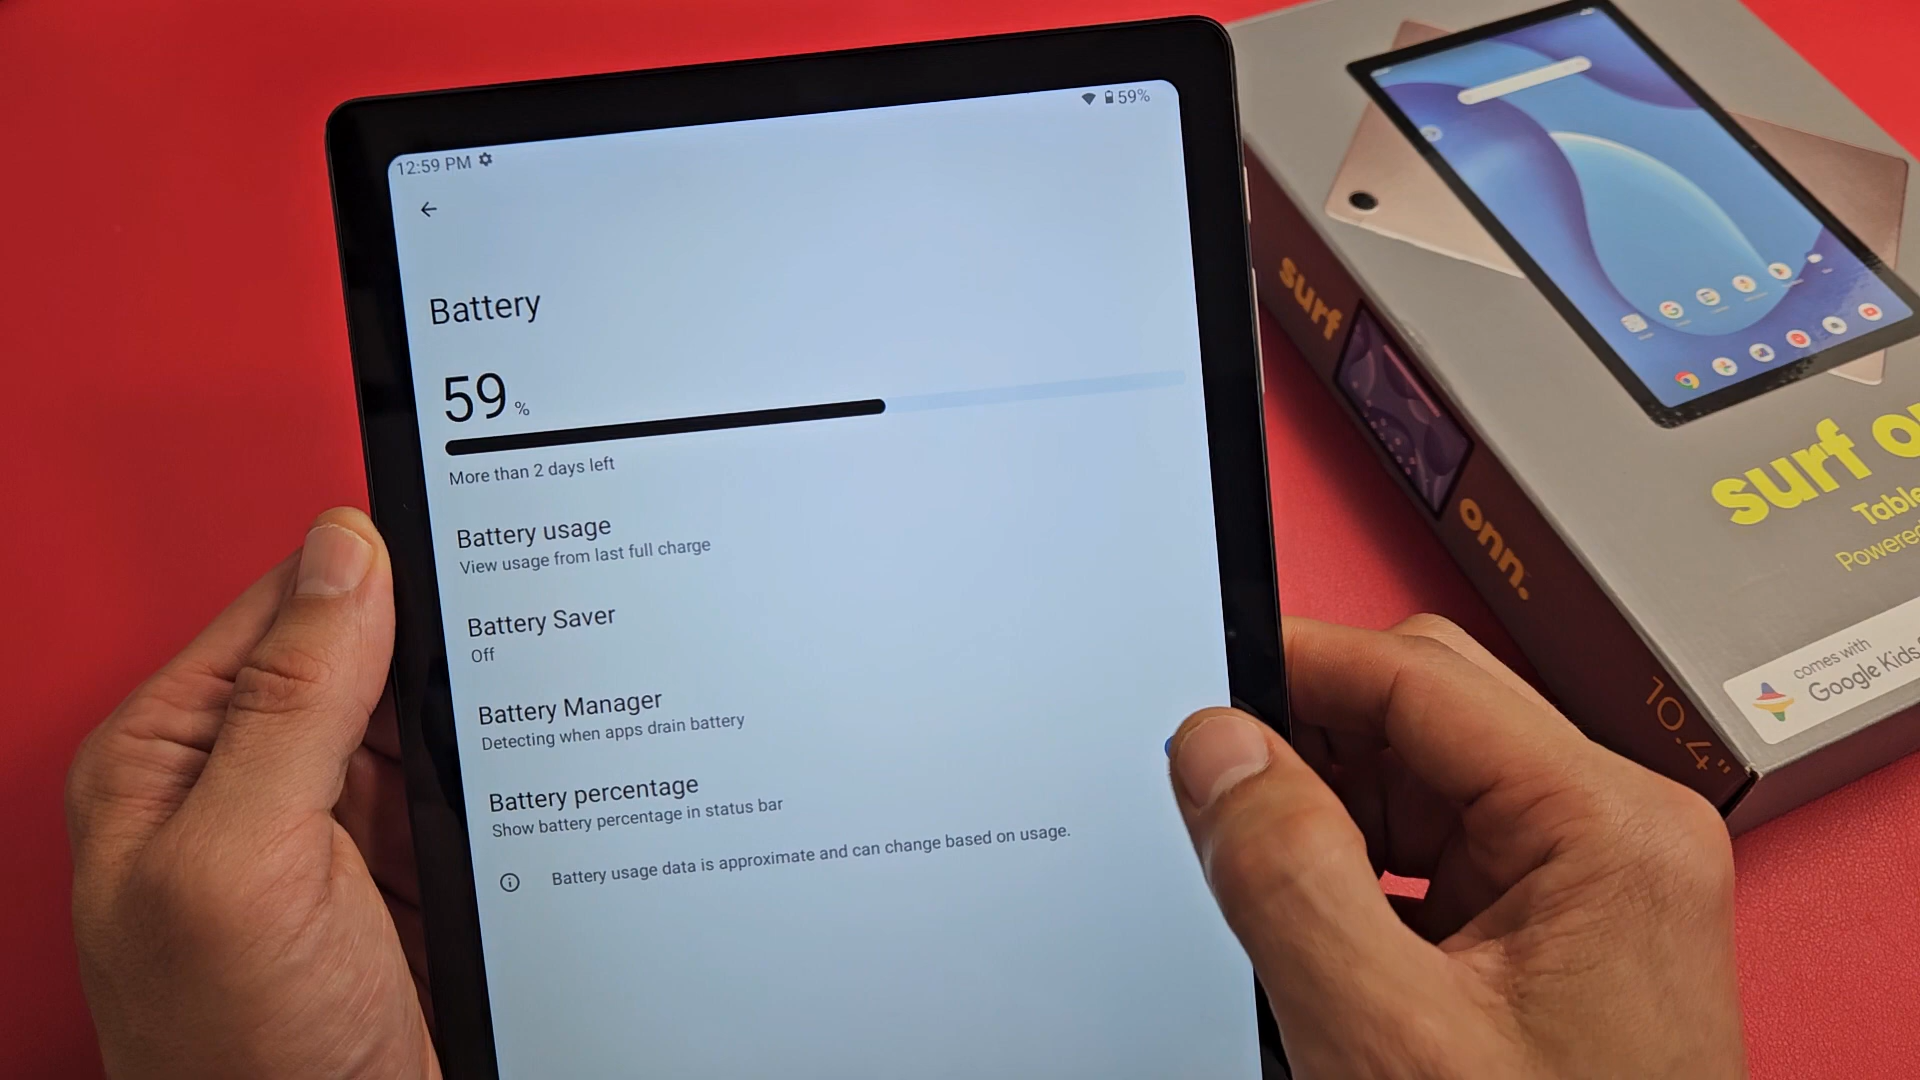 12:59 PM
59%
Battery
59 %
More than 2 days left
Battery usage
View usage from last full charge
Battery Saver
Off
Battery Manager
Detecting when apps drain battery
Battery percentage
Show battery percentage in status bar
Battery usage data is approximate and can change based on usage.
surf
onn.
10.4"
surf
comes with
Google Kids